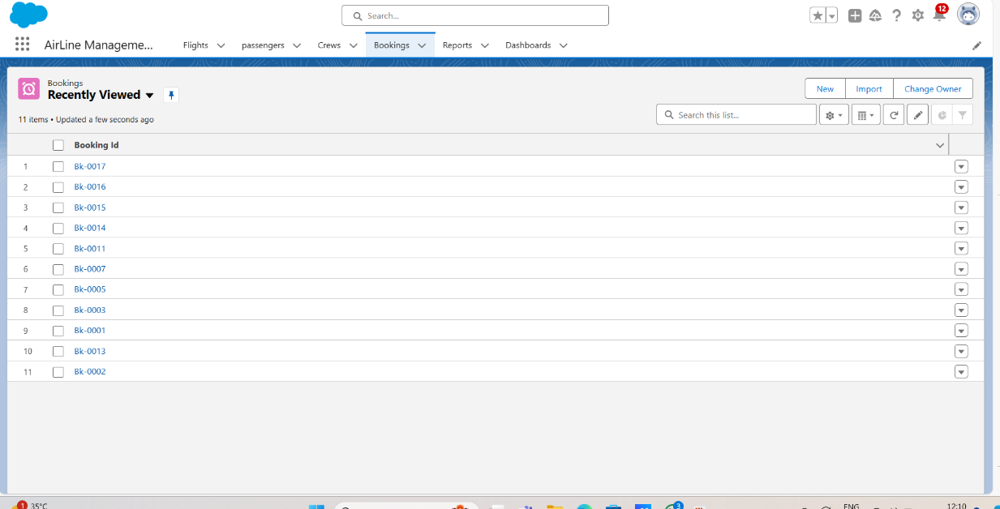 Search...
12
AirLine Manageme...
Flights
passengers
Crews
Bookings
Reports
Dashboards
Bookings
Recently Viewed
New
Import
Change Owner
11 items • Updated a few seconds ago
Search this list...
Booking Id
1 Bk-0017
2 Bk-0016
3 Bk-0015
4 Bk-0014
5 Bk-0011
6 Bk-0007
7 Bk-0005
8 Bk-0003
9 Bk-0001
10 Bk-0013
11 Bk-0002
1 35°C
3
ENG
12:10